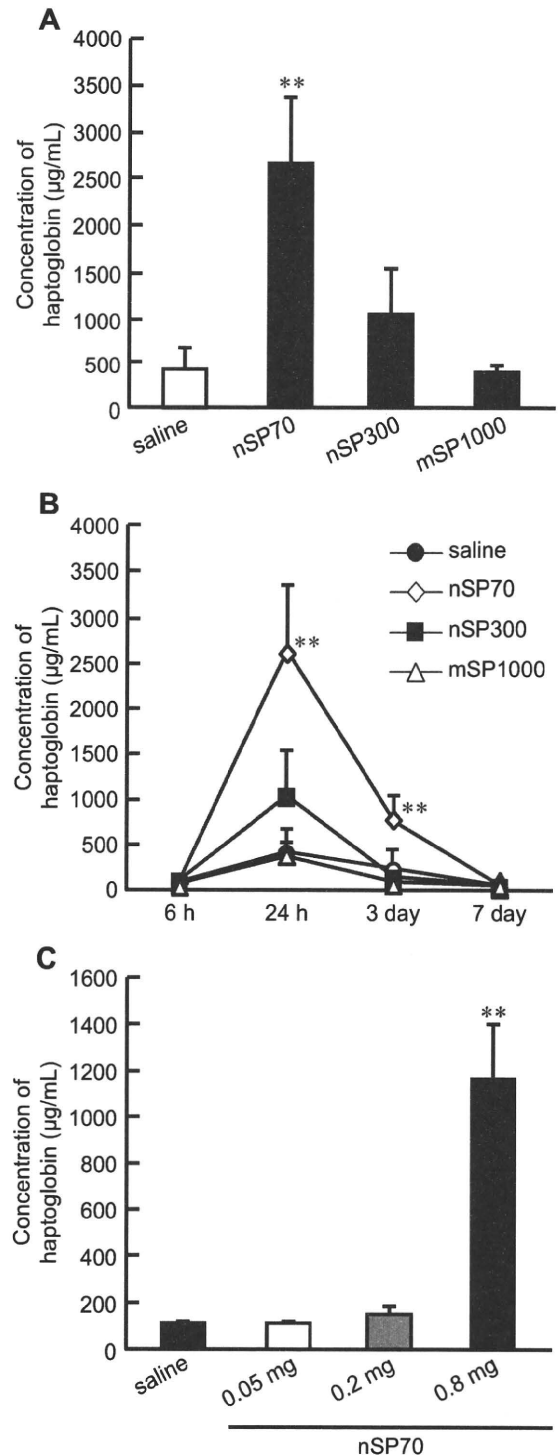 A
Concentration of
haptoglobin (µg/mL)
4000
3500
3000
2500
2000
1500
1000
500
0
**
saline
nSP70
nSP300
mSP1000
B
Concentration of
haptoglobin (µg/mL)
4000
3500
3000
2500
2000
1500
1000
500
0
saline
nSP70
nSP300
mSP1000
**
**
6 h
24 h
3 day
7 day
C
Concentration of
haptoglobin (µg/mL)
1600
1400
1200
1000
800
600
400
200
0
**
saline
0.05 mg
0.2 mg
0.8 mg
nSP70